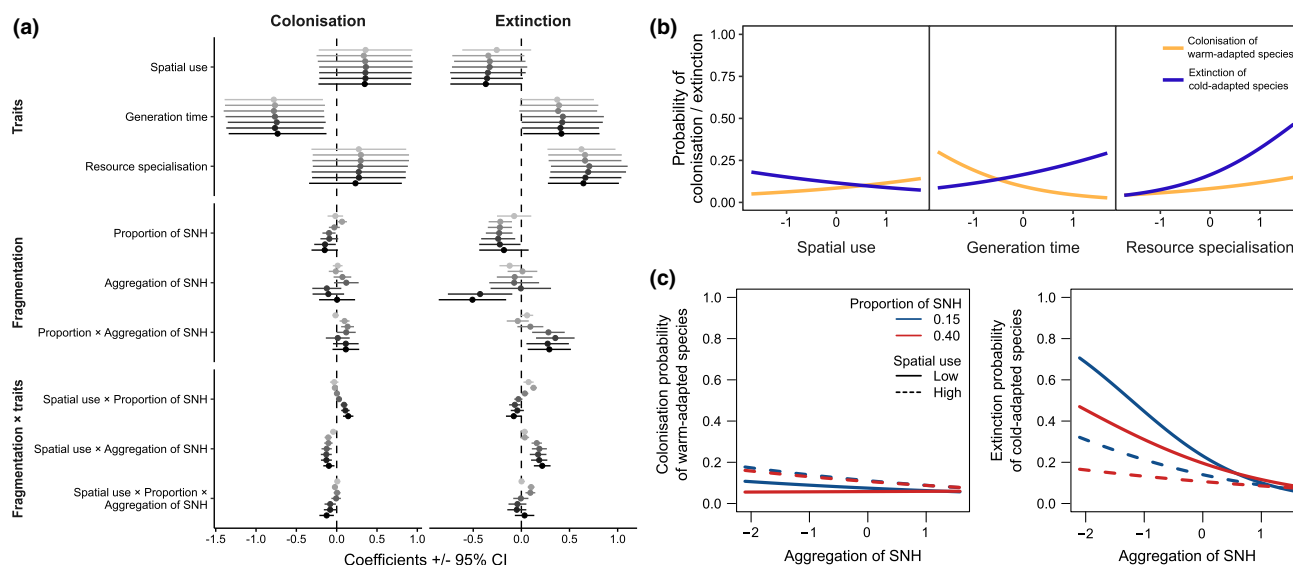 (a)
Colonisation
Extinction
Traits
Spatial use
Generation time
Resource specialisation
Fragmentation
Proportion of SNH
Aggregation of SNH
Proportion × Aggregation of SNH
Fragmentation × traits
Spatial use × Proportion of SNH
Spatial use × Aggregation of SNH
Spatial use × Proportion ×
Aggregation of SNH
-1.5 -1.0 -0.5 0.0 0.5 -0.5 0.0 0.5 1.0
Coefficients +/- 95% CI
(b)
Probability of
colonisation / extinction
1.00
0.75
0.50
0.25
0.00
Colonisation of
warm-adapted species
Extinction of
cold-adapted species
-1 0 1 -1 0 1 -1 0 1
Spatial use
Generation time
Resource specialisation
(c)
Colonisation probability
of warm-adapted species
1.0
0.8
0.6
0.4
0.2
0.0
Proportion of SNH
0.15
0.40
Spatial use
Low
High
−2 −1 0 1
Aggregation of SNH
Extinction probability
of cold-adapted species
1.0
0.8
0.6
0.4
0.2
0.0
−2 −1 0 1
Aggregation of SNH